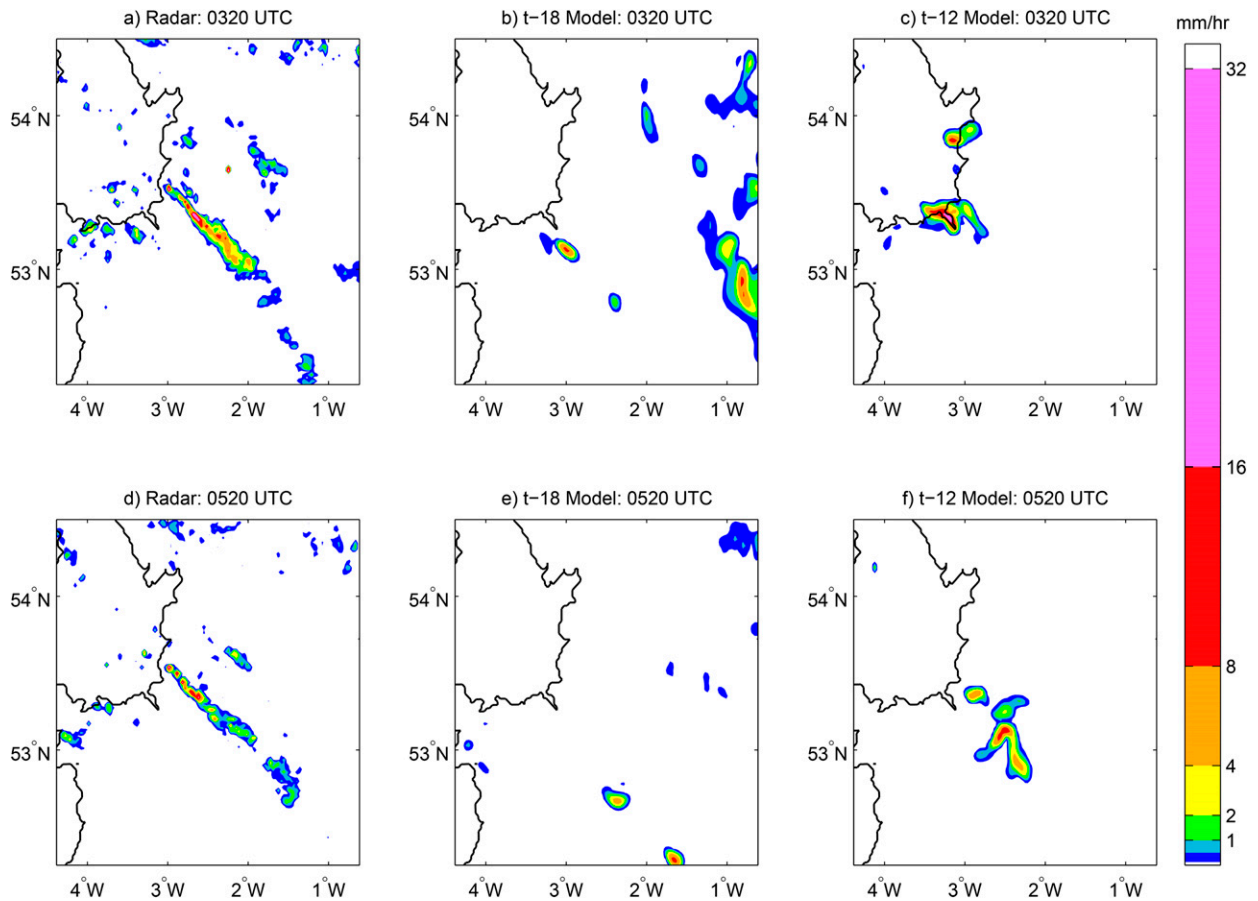 a) Radar: 0320 UTC
b) t−18 Model: 0320 UTC
c) t−12 Model: 0320 UTC
mm/hr
32
16
8
4
2
1
54°N
53°N
4°W 3°W 2°W 1°W
54°N
53°N
4°W 3°W 2°W 1°W
54°N
53°N
4°W 3°W 2°W 1°W
d) Radar: 0520 UTC
e) t−18 Model: 0520 UTC
f) t−12 Model: 0520 UTC
54°N
53°N
4°W 3°W 2°W 1°W
54°N
53°N
4°W 3°W 2°W 1°W
54°N
53°N
4°W 3°W 2°W 1°W